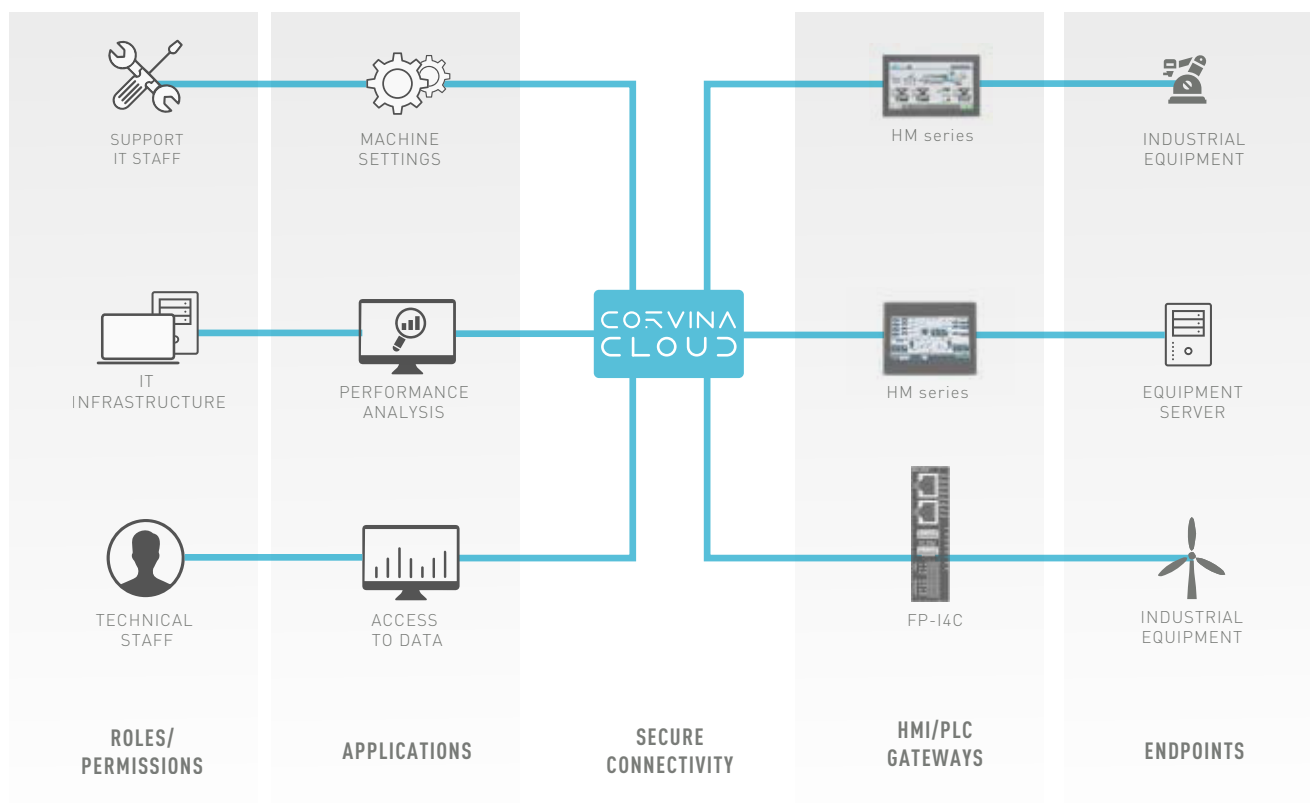 SUPPORT
IT STAFF
MACHINE
SETTINGS
HM series
INDUSTRIAL
EQUIPMENT
IT
INFRASTRUCTURE
PERFORMANCE
ANALYSIS
CORVINA
CLOUD
HM series
EQUIPMENT
SERVER
TECHNICAL
STAFF
ACCESS
TO DATA
FP-I4C
INDUSTRIAL
EQUIPMENT
ROLES/
PERMISSIONS
APPLICATIONS
SECURE
CONNECTIVITY
HMI/PLC
GATEWAYS
ENDPOINTS